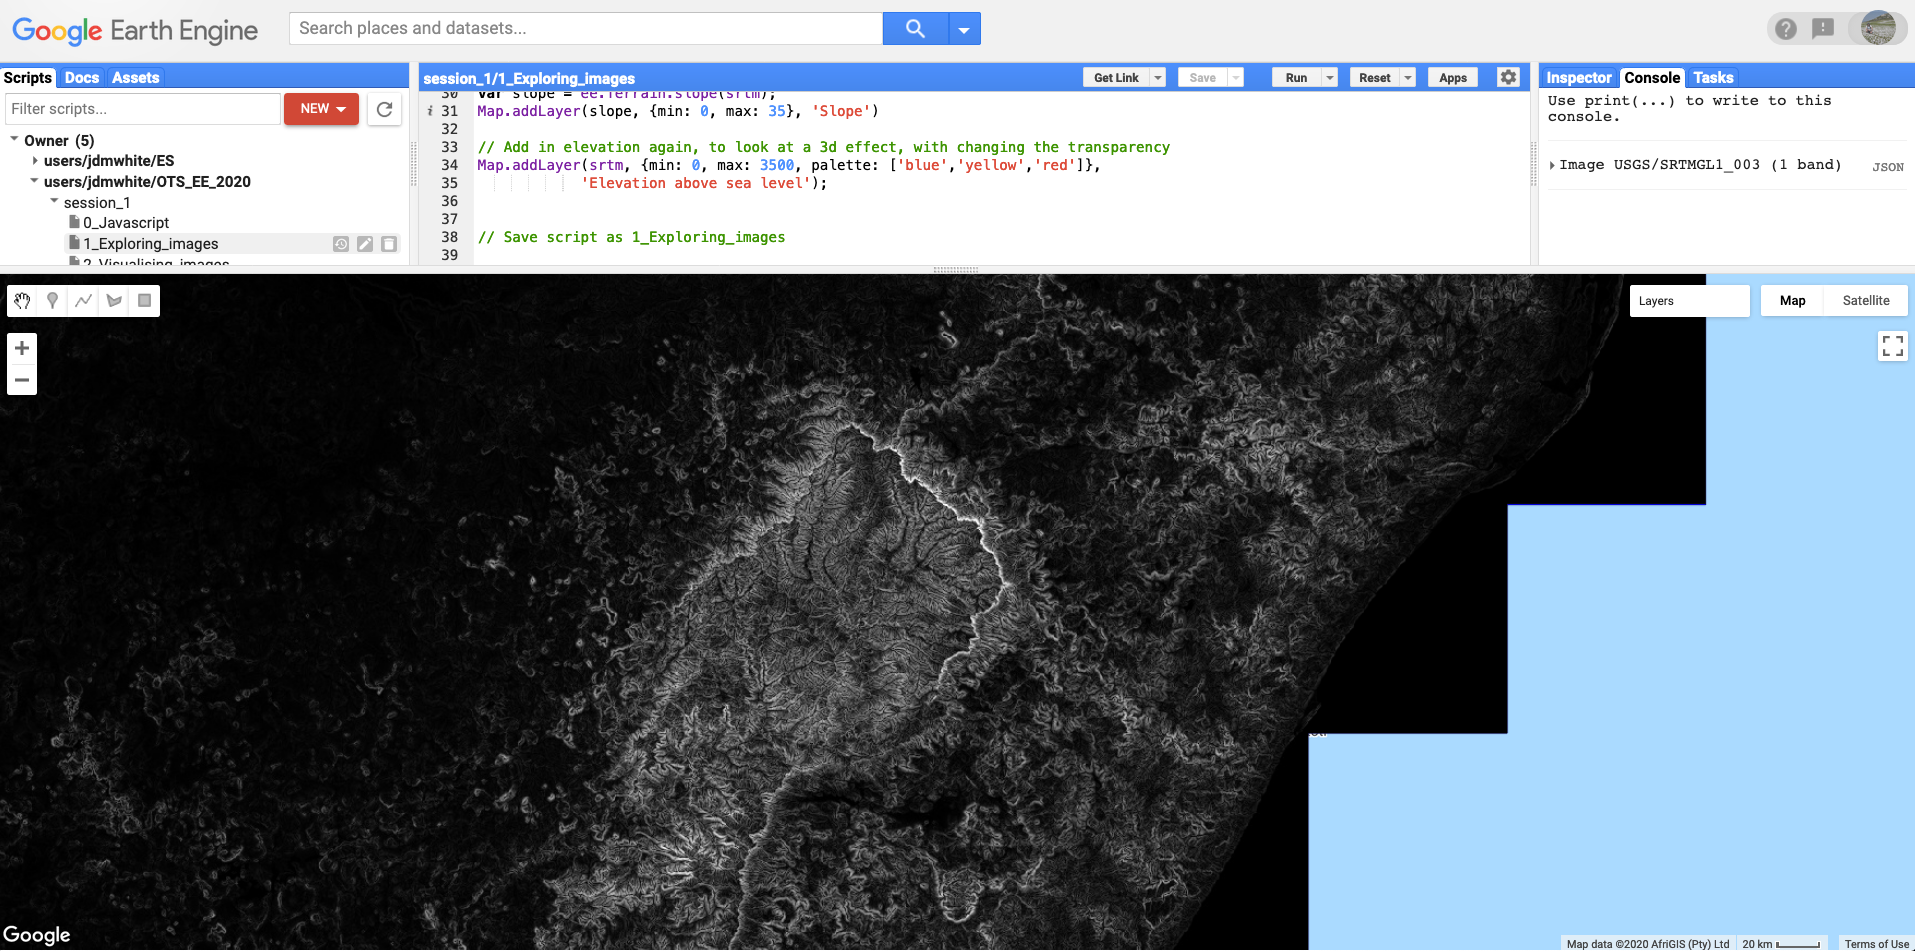 Google Earth Engine
Search places and datasets...
Scripts Docs Assets
Filter scripts...
NEW
Owner (5)
users/jdmwhite/ES
users/jdmwhite/OTS_EE_2020
session_1
0_Javascript
1_Exploring_images
2_Visualising_images
session_1/1_Exploring_images
Get Link Save Run Reset Apps
30 var slope = ee.Terrain.slope(srtm);
i 31 Map.addLayer(slope, {min: 0, max: 35}, 'Slope')
32
33 // Add in elevation again, to look at a 3d effect, with changing the transparency
34 Map.addLayer(srtm, {min: 0, max: 3500, palette: ['blue','yellow','red']},
35 'Elevation above sea level');
36
37
38 // Save script as 1_Exploring_images
39
Inspector Console Tasks
Use print(...) to write to this
console.
Image USGS/SRTMGL1_003 (1 band) JSON
Layers
Map Satellite
Google
Map data ©2020 AfriGIS (Pty) Ltd 20 km Terms of Use